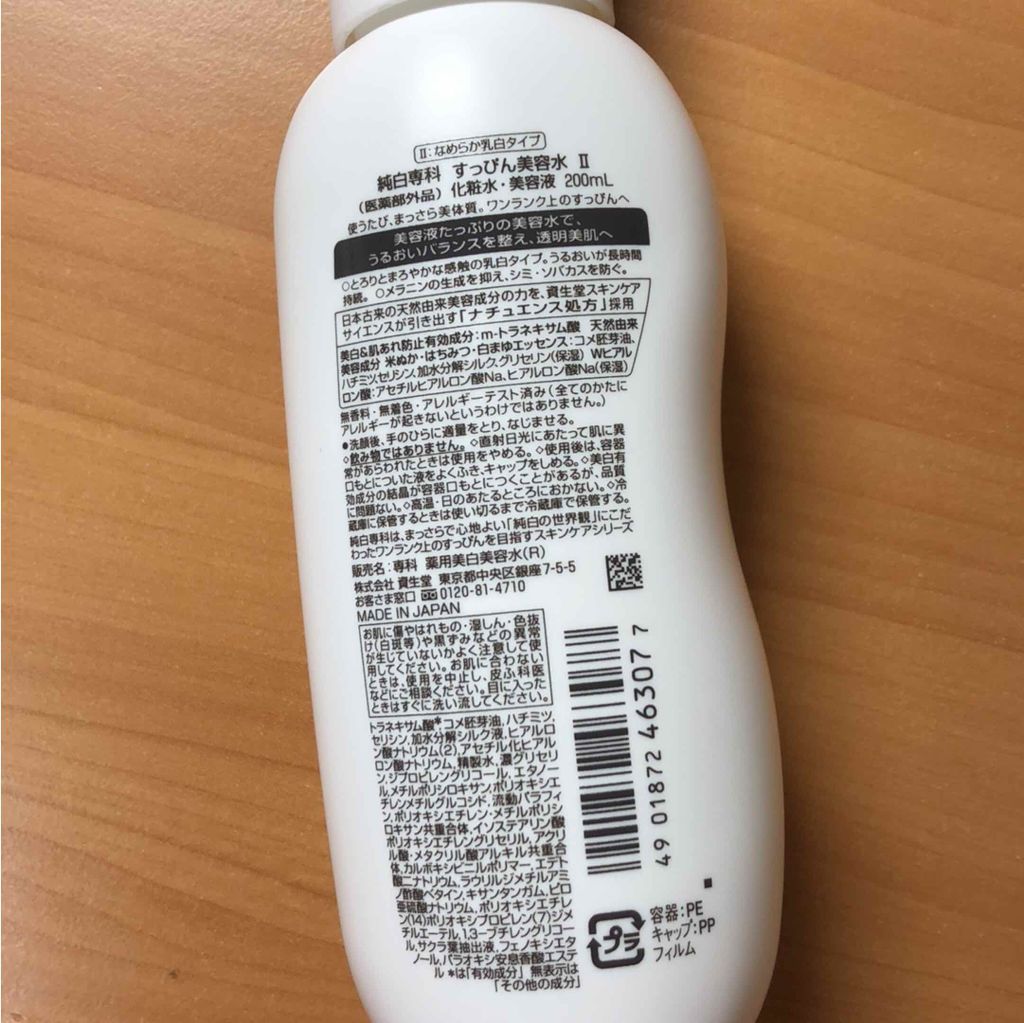 Ⅱ:なめらか乳白タイプ
純白専科 すっぴん美容水 Ⅱ
(医薬部外品) 化粧水・美容液 200mL
使うたび、まっさら美体質。ワンランク上のすっぴんへ
美容液たっぷりの美容水で、
うるおいバランスを整え、透明美肌へ
○とろりとまろやかな感触の乳白タイプ。うるおいが長時間
持続。 ○メラニンの生成を抑え、シミ・ソバカスを防ぐ。
日本古来の天然由来美容成分の力を、資生堂スキンケア
サイエンスが引き出す「ナチュエンス処方」採用
美白&肌あれ防止有効成分:m-トラネキサム酸 天然由来
美容成分 米ぬか・はちみつ・白まゆエッセンス:コメ胚芽油、
ハチミツ、セリシン、加水分解シルク、グリセリン(保湿) Wヒアル
ロン酸:アセチルヒアルロン酸Na、ヒアルロン酸Na(保湿)
無香料・無着色・アレルギーテスト済み(全てのかたに
アレルギーが起きないというわけではありません。)
●洗顔後、手のひらに適量をとり、なじませる。
◇飲み物ではありません。◇直射日光にあたって肌に異
常があらわれたときは使用をやめる。◇使用後は、容器
口もとについた液をよくふき、キャップをしめる。◇美白有
効成分の結晶が容器口もとにつくことがあるが、品質
に問題ない。◇高温・日のあたるところにおかない。◇冷
蔵庫に保管するときは使い切るまで冷蔵庫で保管する。
純白専科は、まっさらで心地よい「純白の世界観」にこだ
わったワンランク上のすっぴんを目指すスキンケアシリーズ
販売名:専科 薬用美白美容水(R)
株式会社 資生堂 東京都中央区銀座7-5-5
お客さま窓口 0120-81-4710
MADE IN JAPAN
お肌に傷やはれもの・湿しん・色抜
け(白斑等)や黒ずみなどの異常
が生じていないかよく注意して使
用してください。お肌に合わない
ときは、使用を中止し、皮ふ科医
などにご相談ください。目に入った
ときはすぐに洗い流してください。
トラネキサム酸*,コメ胚芽油,ハチミツ
,セリシン,加水分解シルク液,ヒアルロ
ン酸ナトリウム(2),アセチル化ヒアル
ロン酸ナトリウム,精製水,濃グリセリ
ン,ジプロピレングリコール,エタノー
ル,メチルポリシロキサン,ポリオキシエ
チレンメチルグルコシド,流動パラフィ
ン,ポリオキシエチレン・メチルポリシ
ロキサン共重合体,イソステアリン酸
ポリオキシエチレングリセリル,アクリ
ル酸・メタクリル酸アルキル共重合
体,カルボキシビニルポリマー,エデト
酸二ナトリウム,ラウリルジメチルアミ
ノ酢酸ベタイン,キサンタンガム,ピロ
亜硫酸ナトリウム,ポリオキシエチレ
ン(14)ポリオキシプロピレン(7)ジメ
チルエーテル,1,3-ブチレングリコー
ル,サクラ葉抽出液,フェノキシエタ
ノール,パラオキシ安息香酸エステ
ル *は「有効成分」 無表示は
「その他の成分」
49 01872 46307 7
プラ
容器:PE
キャップ:PP
フィルム